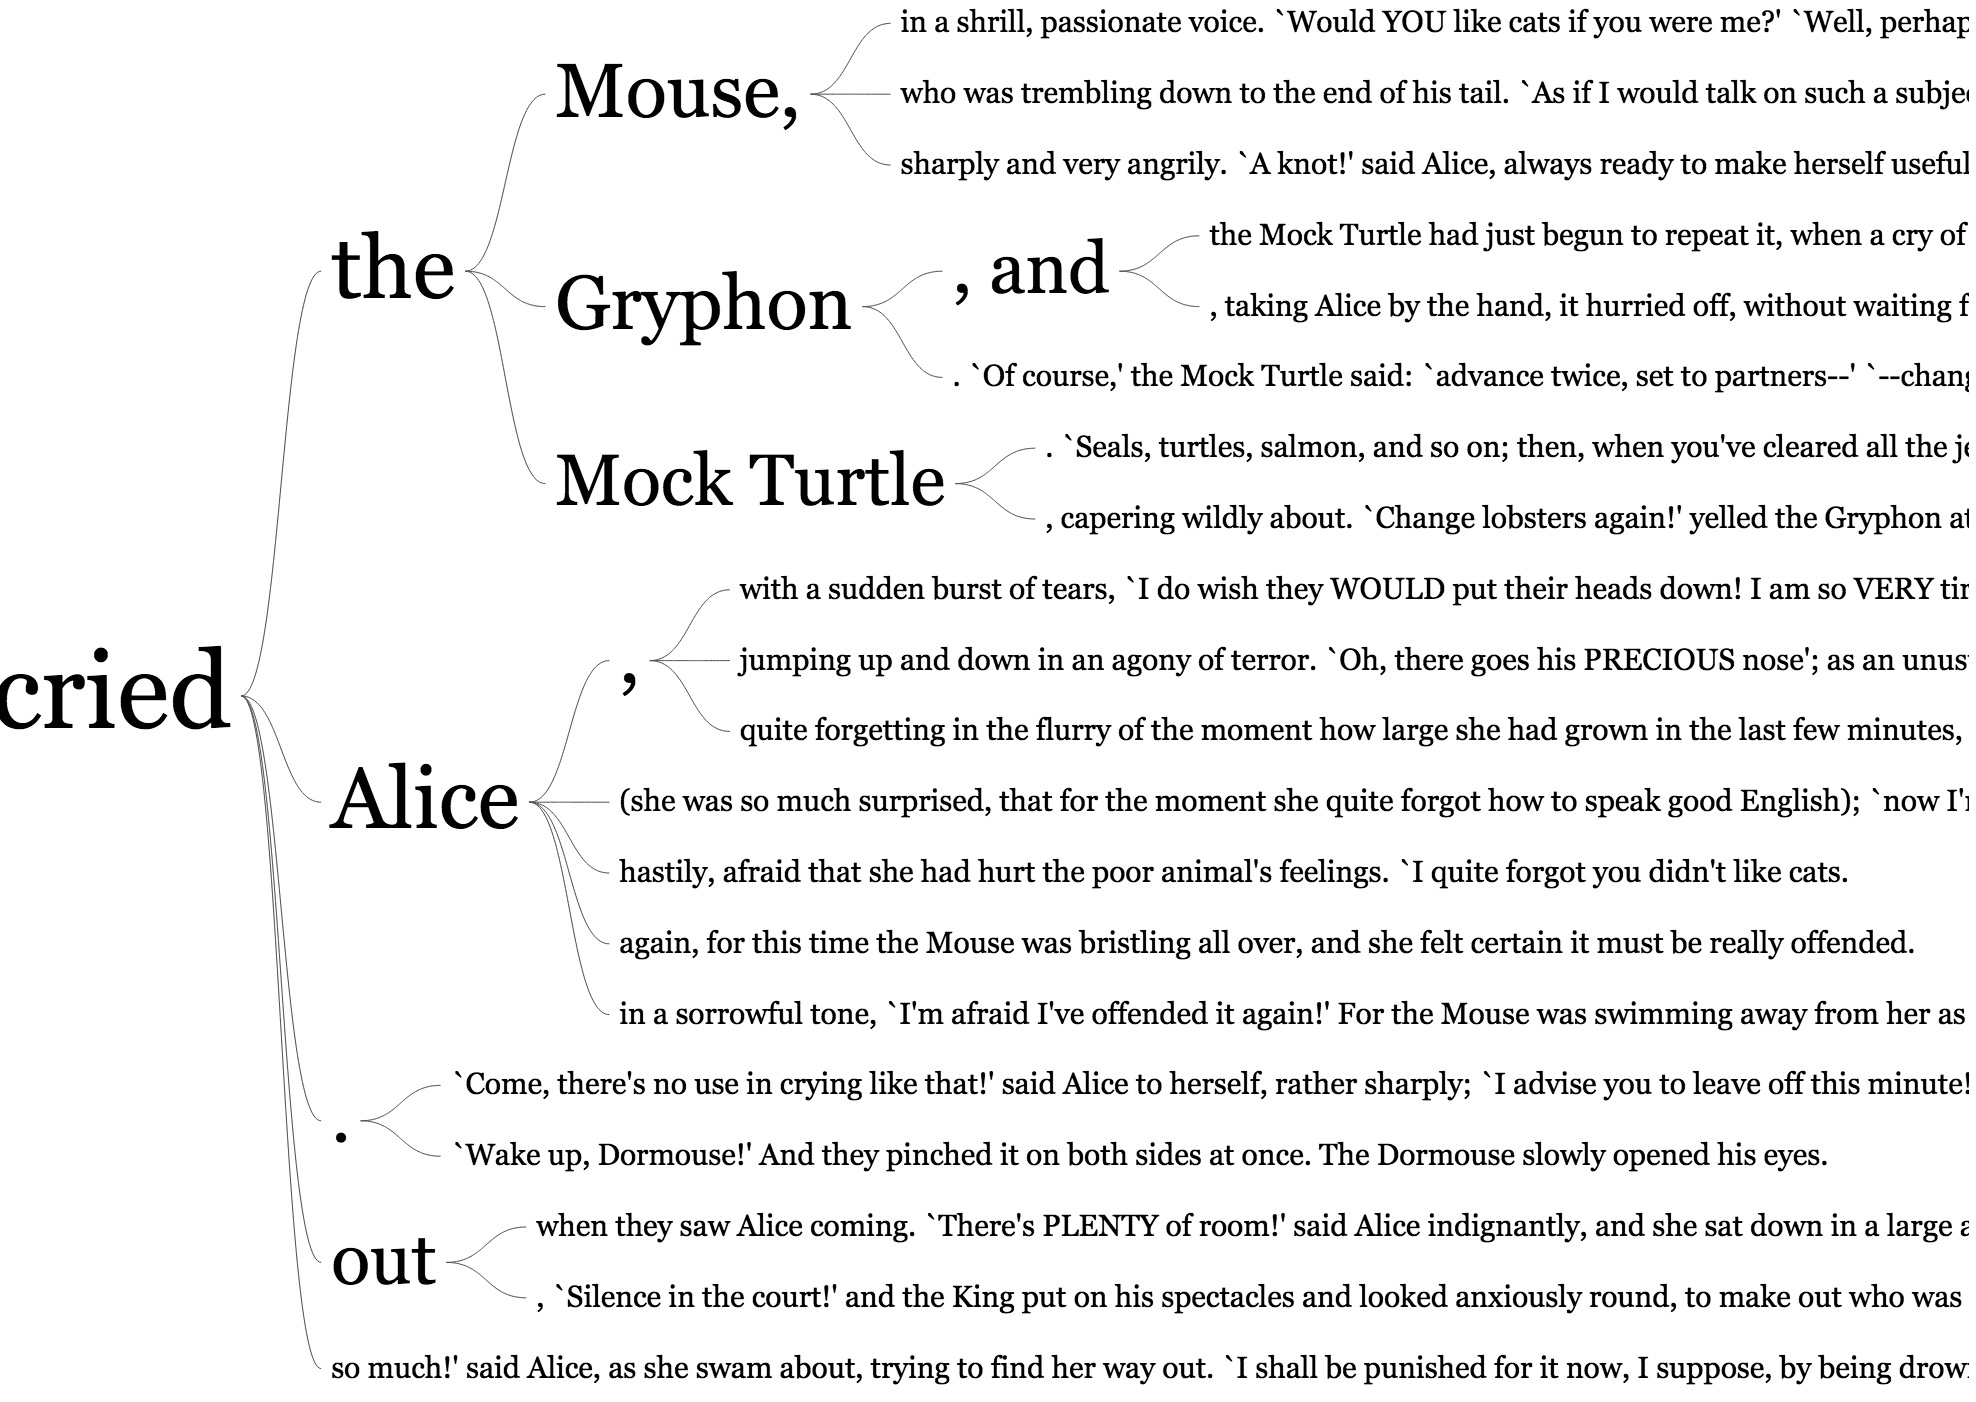 in a shrill, passionate voice. `Would YOU like cats if you were me?' `Well,
Mouse,
who was trembling down to the end of his tail. `As if I would talk on such a
sharply and very angrily. `A knot!' said Alice, always ready to make herself useful
the Mock Turtle had just begun to repeat it, when a cry of
the
, and
Gryphon
, taking Alice by the hand, it hurried off, without waiting
. `Of course,' the Mock Turtle said: `advance twice, set to partners--'
. `Seals, turtles, salmon, and so on; then, when you've cleared all the
Mock Turtle
, capering wildly about. `Change lobsters again!' yelled the Gryphon
with a sudden burst of tears, `I do wish they WOULD put their heads down! I am so VERY
,
jumping up and down in an agony of terror. `Oh, there goes his PRECIOUS nose'; as an
cried
quite forgetting in the flurry of the moment how large she had grown in the last few minutes,
Alice
(she was so much surprised, that for the moment she quite forgot how to speak good English); `now
hastily, afraid that she had hurt the poor animal's feelings. `I quite forgot you didn't like cats.
again, for this time the Mouse was bristling all over, and she felt certain it must be really offended.
in a sorrowful tone, `I'm afraid I've offended it again!' For the Mouse was swimming away from her as
`Come, there's no use in crying like that!' said Alice to herself, rather sharply; `I advise you to leave off this minute!
.
`Wake up, Dormouse!' And they pinched it on both sides at once. The Dormouse slowly opened his eyes.
when they saw Alice coming. `There's PLENTY of room!' said Alice indignantly, and she sat down in a large
out
, `Silence in the court!' and the King put on his spectacles and looked anxiously round, to make out who was
so much!' said Alice, as she swam about, trying to find her way out. `I shall be punished for it now, I suppose, by being